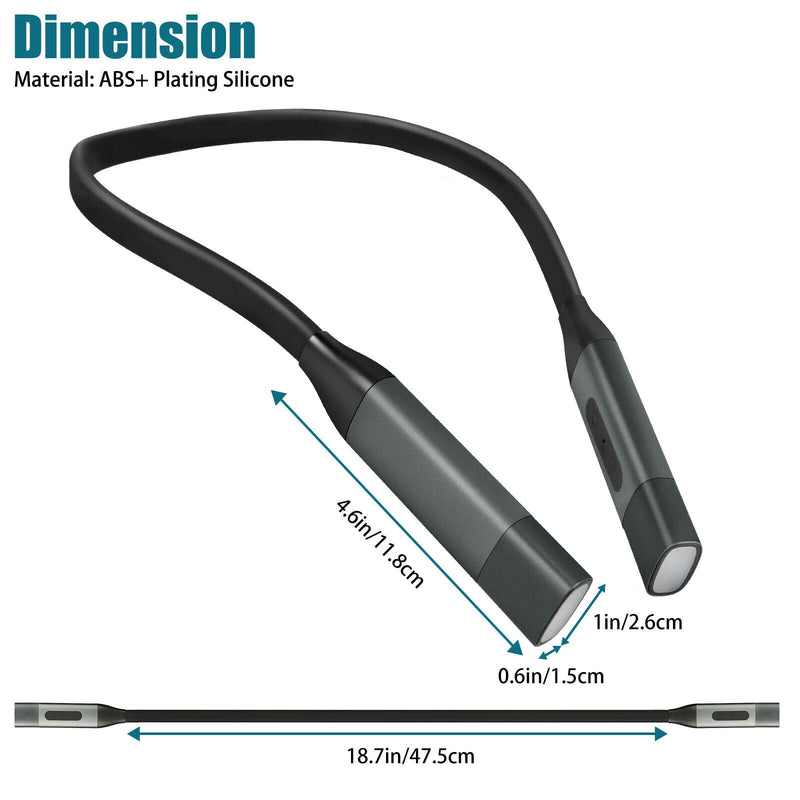 Dimension
Material: ABS+ Plating Silicone
4.6in/11.8cm
1in/2.6cm
0.6in/1.5cm
18.7in/47.5cm